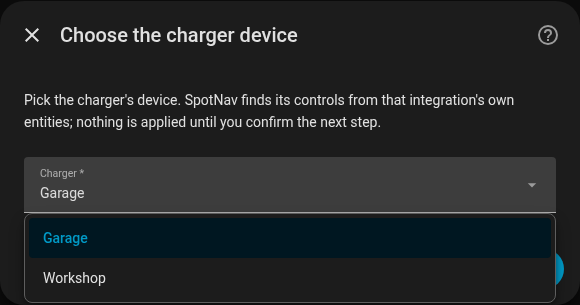 Choose the charger device
Pick the charger's device. SpotNav finds its controls from that integration's own
entities; nothing is applied until you confirm the next step.
Charger *
Garage
Garage
Workshop